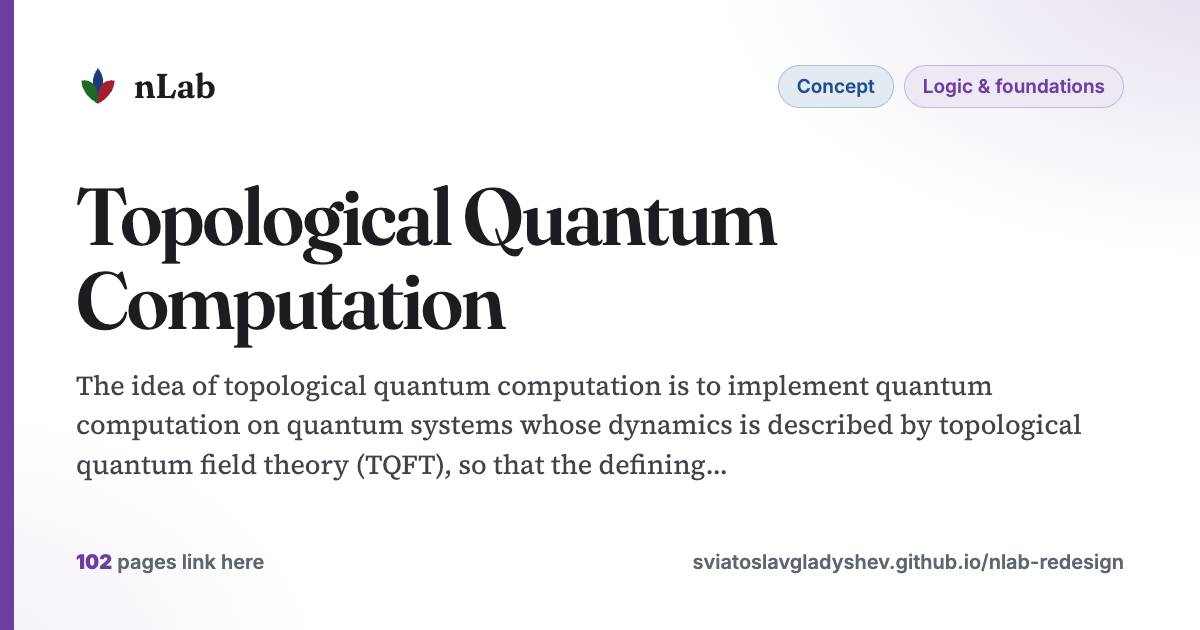 nLab
Concept
Logic & foundations
Topological Quantum
Computation
The idea of topological quantum computation is to implement quantum
computation on quantum systems whose dynamics is described by topological
quantum field theory (TQFT), so that the defining...
102 pages link here
sviatoslavgladyshev.github.io/nlab-redesign